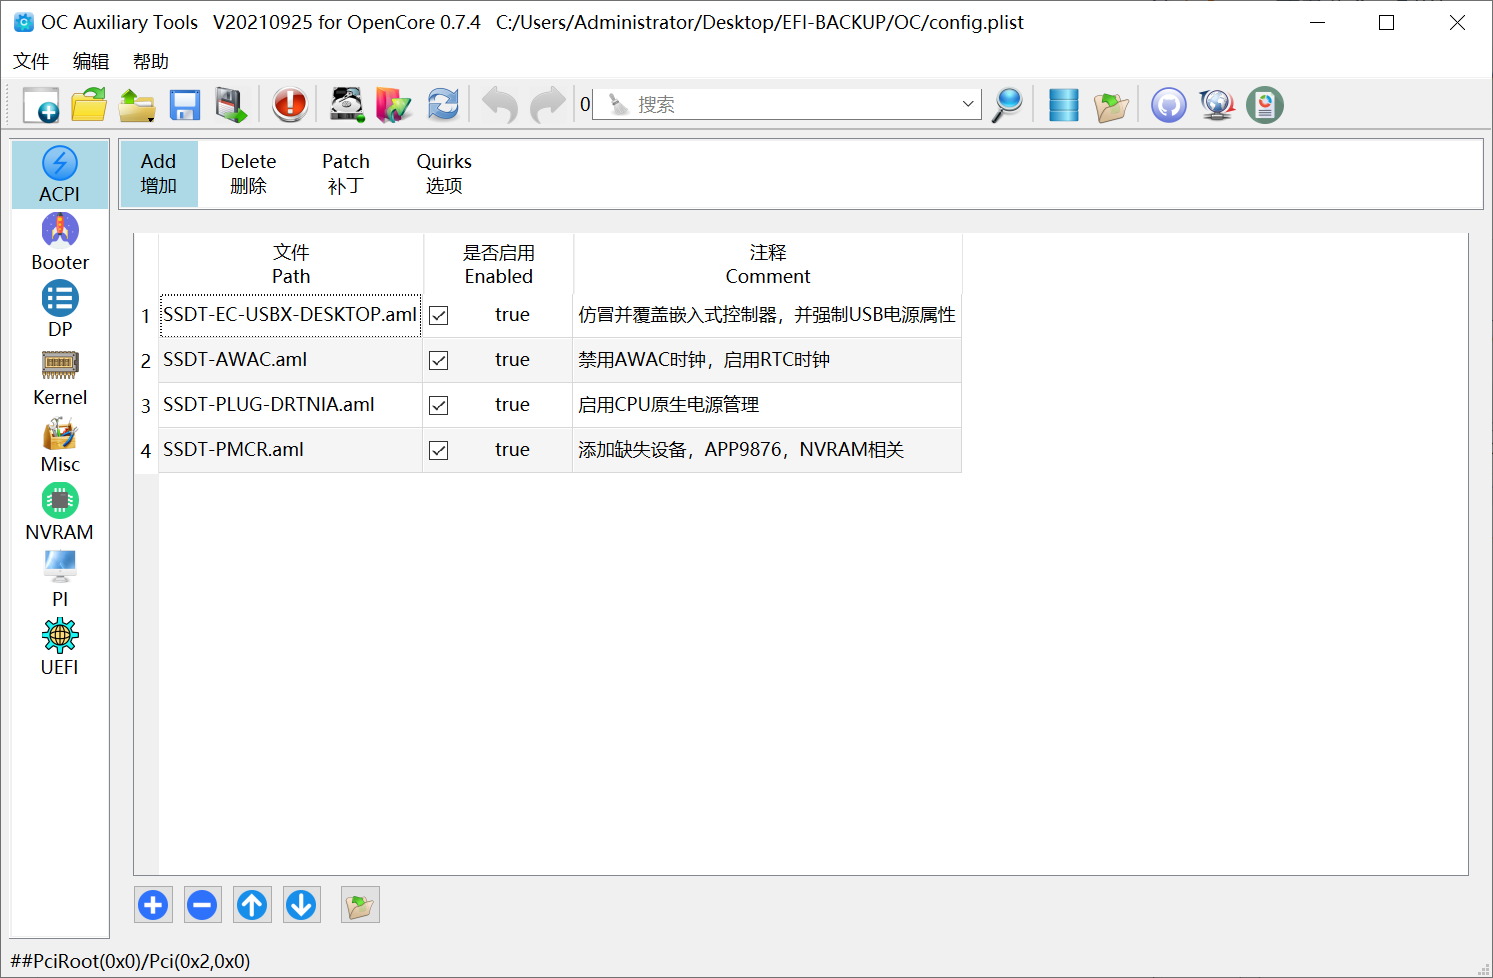 OC Auxiliary Tools V20210925 for OpenCore 0.7.4 C:/Users/Administrator/Desktop/EFI-BACKUP/OC/config.plist
文件 编辑 帮助
0 搜索
ACPI
Booter
DP
Kernel
Misc
NVRAM
PI
UEFI
Add Delete Patch Quirks
增加 删除 补丁 选项
文件 是否启用 注释
Path Enabled Comment
1 SSDT-EC-USBX-DESKTOP.aml true 仿冒并覆盖嵌入式控制器，并强制USB电源属性
2 SSDT-AWAC.aml true 禁用AWAC时钟，启用RTC时钟
3 SSDT-PLUG-DRTNIA.aml true 启用CPU原生电源管理
4 SSDT-PMCR.aml true 添加缺失设备，APP9876，NVRAM相关
##PciRoot(0x0)/Pci(0x2,0x0)